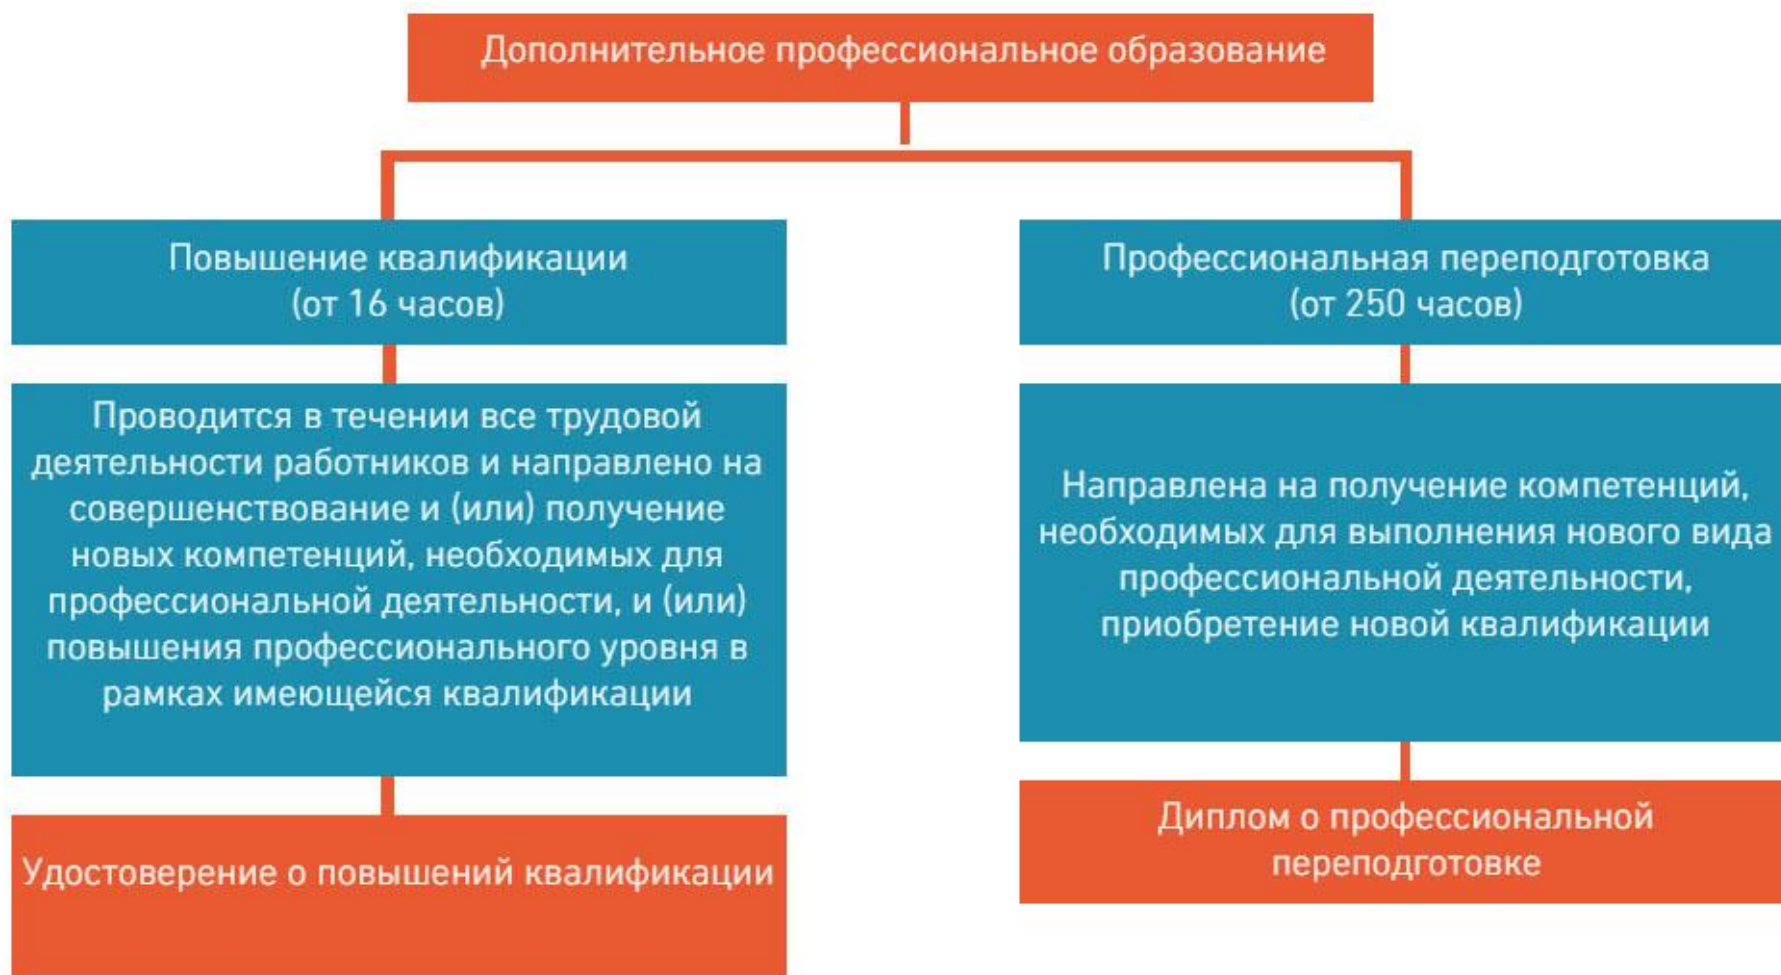 Дополнительное профессиональное образование
Повышение квалификации
(от 16 часов)
Проводится в течении все трудовой
деятельности работников и направлено на
совершенствование и (или) получение
новых компетенций, необходимых для
профессиональной деятельности, и (или)
повышения профессионального уровня в
рамках имеющейся квалификации
Удостоверение о повышений квалификации
Профессиональная переподготовка
(от 250 часов)
Направлена на получение компетенций,
необходимых для выполнения нового вида
профессиональной деятельности,
приобретение новой квалификации
Диплом о профессиональной
переподготовке